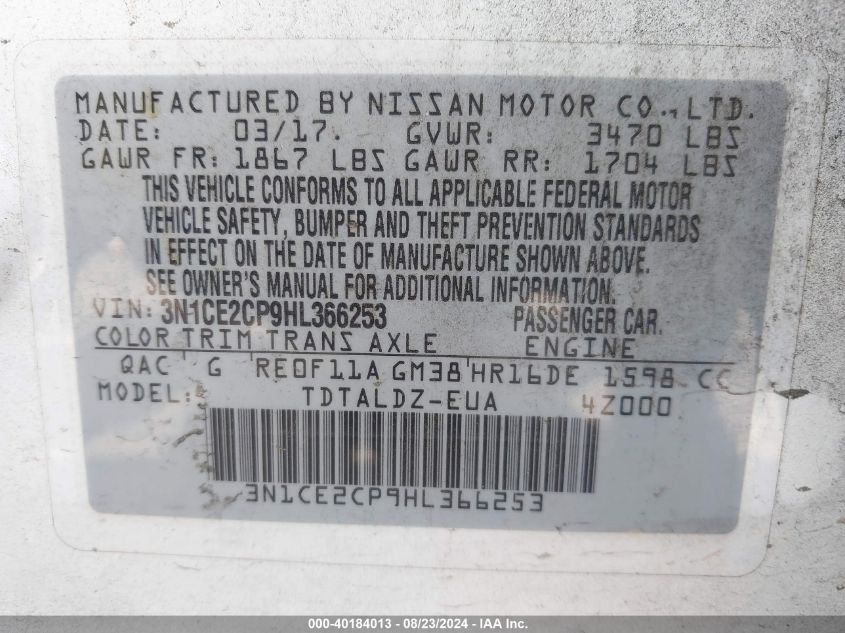 MANUFACTURED BY NISSAN MOTOR CO., LTD.
DATE: 03/17. GVWR: 3470 LBS
GAWR FR: 1867 LBS GAWR RR: 1704 LBS
THIS VEHICLE CONFORMS TO ALL APPLICABLE FEDERAL MOTOR
VEHICLE SAFETY, BUMPER AND THEFT PREVENTION STANDARDS
IN EFFECT ON THE DATE OF MANUFACTURE SHOWN ABOVE.
SEE OWNER'S MANUAL FOR ADDITIONAL INFORMATION.
VIN: 3N1CE2CP9HL366253 PASSENGER CAR.
COLOR TRIM TRANS AXLE ENGINE
QAC G RE0F11A GM38 HR16DE 1598 CC
MODEL: TDTALDZ-EUA 4Z000
3N1CE2CP9HL366253
000-40184013 - 08/23/2024 - IAA Inc.